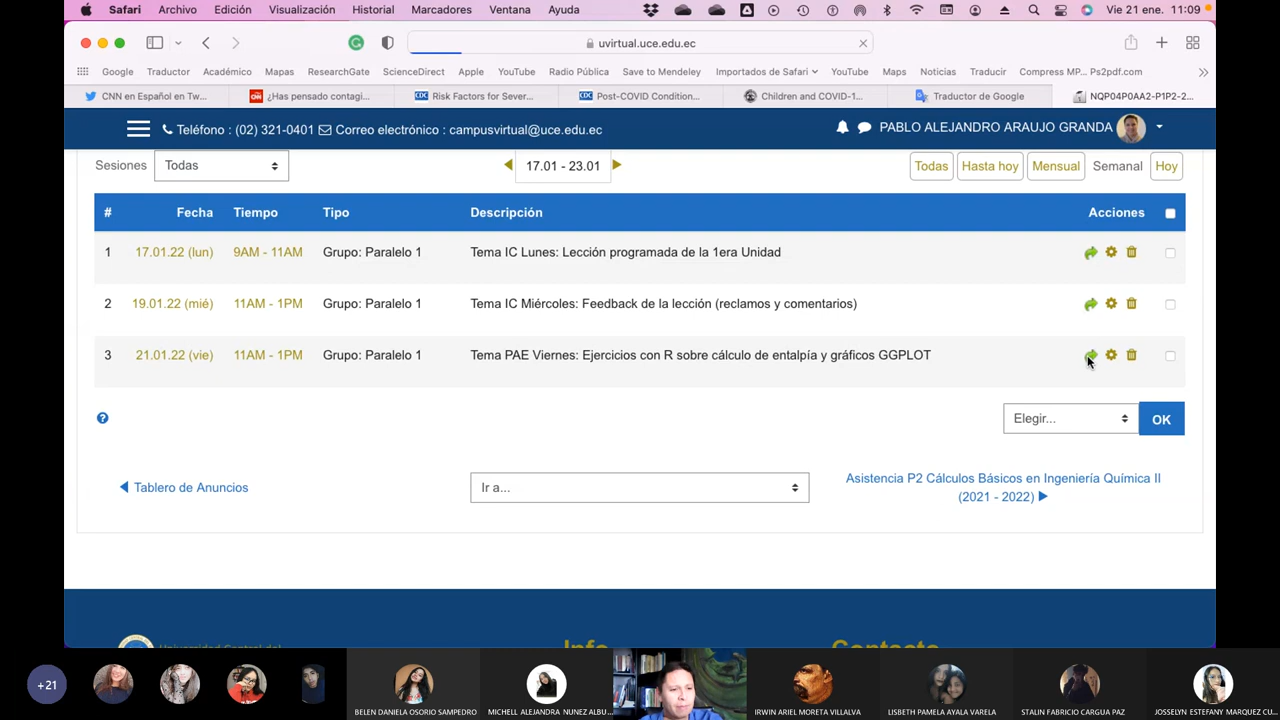 Safari Archivo Edición Visualización Historial Marcadores Ventana Ayuda Vie 21 ene. 11:09
uvirtual.uce.edu.ec
Google Traductor Académico Mapas ResearchGate ScienceDirect Apple YouTube Radio Pública Save to Mendeley Importados de Safari YouTube Maps Noticias Traducir Compress MP... Ps2pdf.com
CNN en Español en Tw... ¿Has pensado contagi... Risk Factors for Sever... Post-COVID Condition... Children and COVID-1... Traductor de Google NQP04P0AA2-P1P2-2...
Teléfono : (02) 321-0401 Correo electrónico : campusvirtual@uce.edu.ec PABLO ALEJANDRO ARAUJO GRANDA
Sesiones Todas 17.01 - 23.01 Todas Hasta hoy Mensual Semanal Hoy
# Fecha Tiempo Tipo Descripción Acciones
1 17.01.22 (lun) 9AM - 11AM Grupo: Paralelo 1 Tema IC Lunes: Lección programada de la 1era Unidad
2 19.01.22 (mié) 11AM - 1PM Grupo: Paralelo 1 Tema IC Miércoles: Feedback de la lección (reclamos y comentarios)
3 21.01.22 (vie) 11AM - 1PM Grupo: Paralelo 1 Tema PAE Viernes: Ejercicios con R sobre cálculo de entalpía y gráficos GGPLOT
Elegir... OK
Tablero de Anuncios Ir a... Asistencia P2 Cálculos Básicos en Ingeniería Química II
(2021 - 2022)
Universidad Central del Info Contacto
+21
BELEN DANIELA OSORIO SAMPEDRO MICHELL ALEJANDRA NUNEZ ALBU... IRWIN ARIEL MORETA VILLALVA LISBETH PAMELA AYALA VARELA STALIN FABRICIO CARGUA PAZ JOSSELYN ESTEFANY MARQUEZ CU...